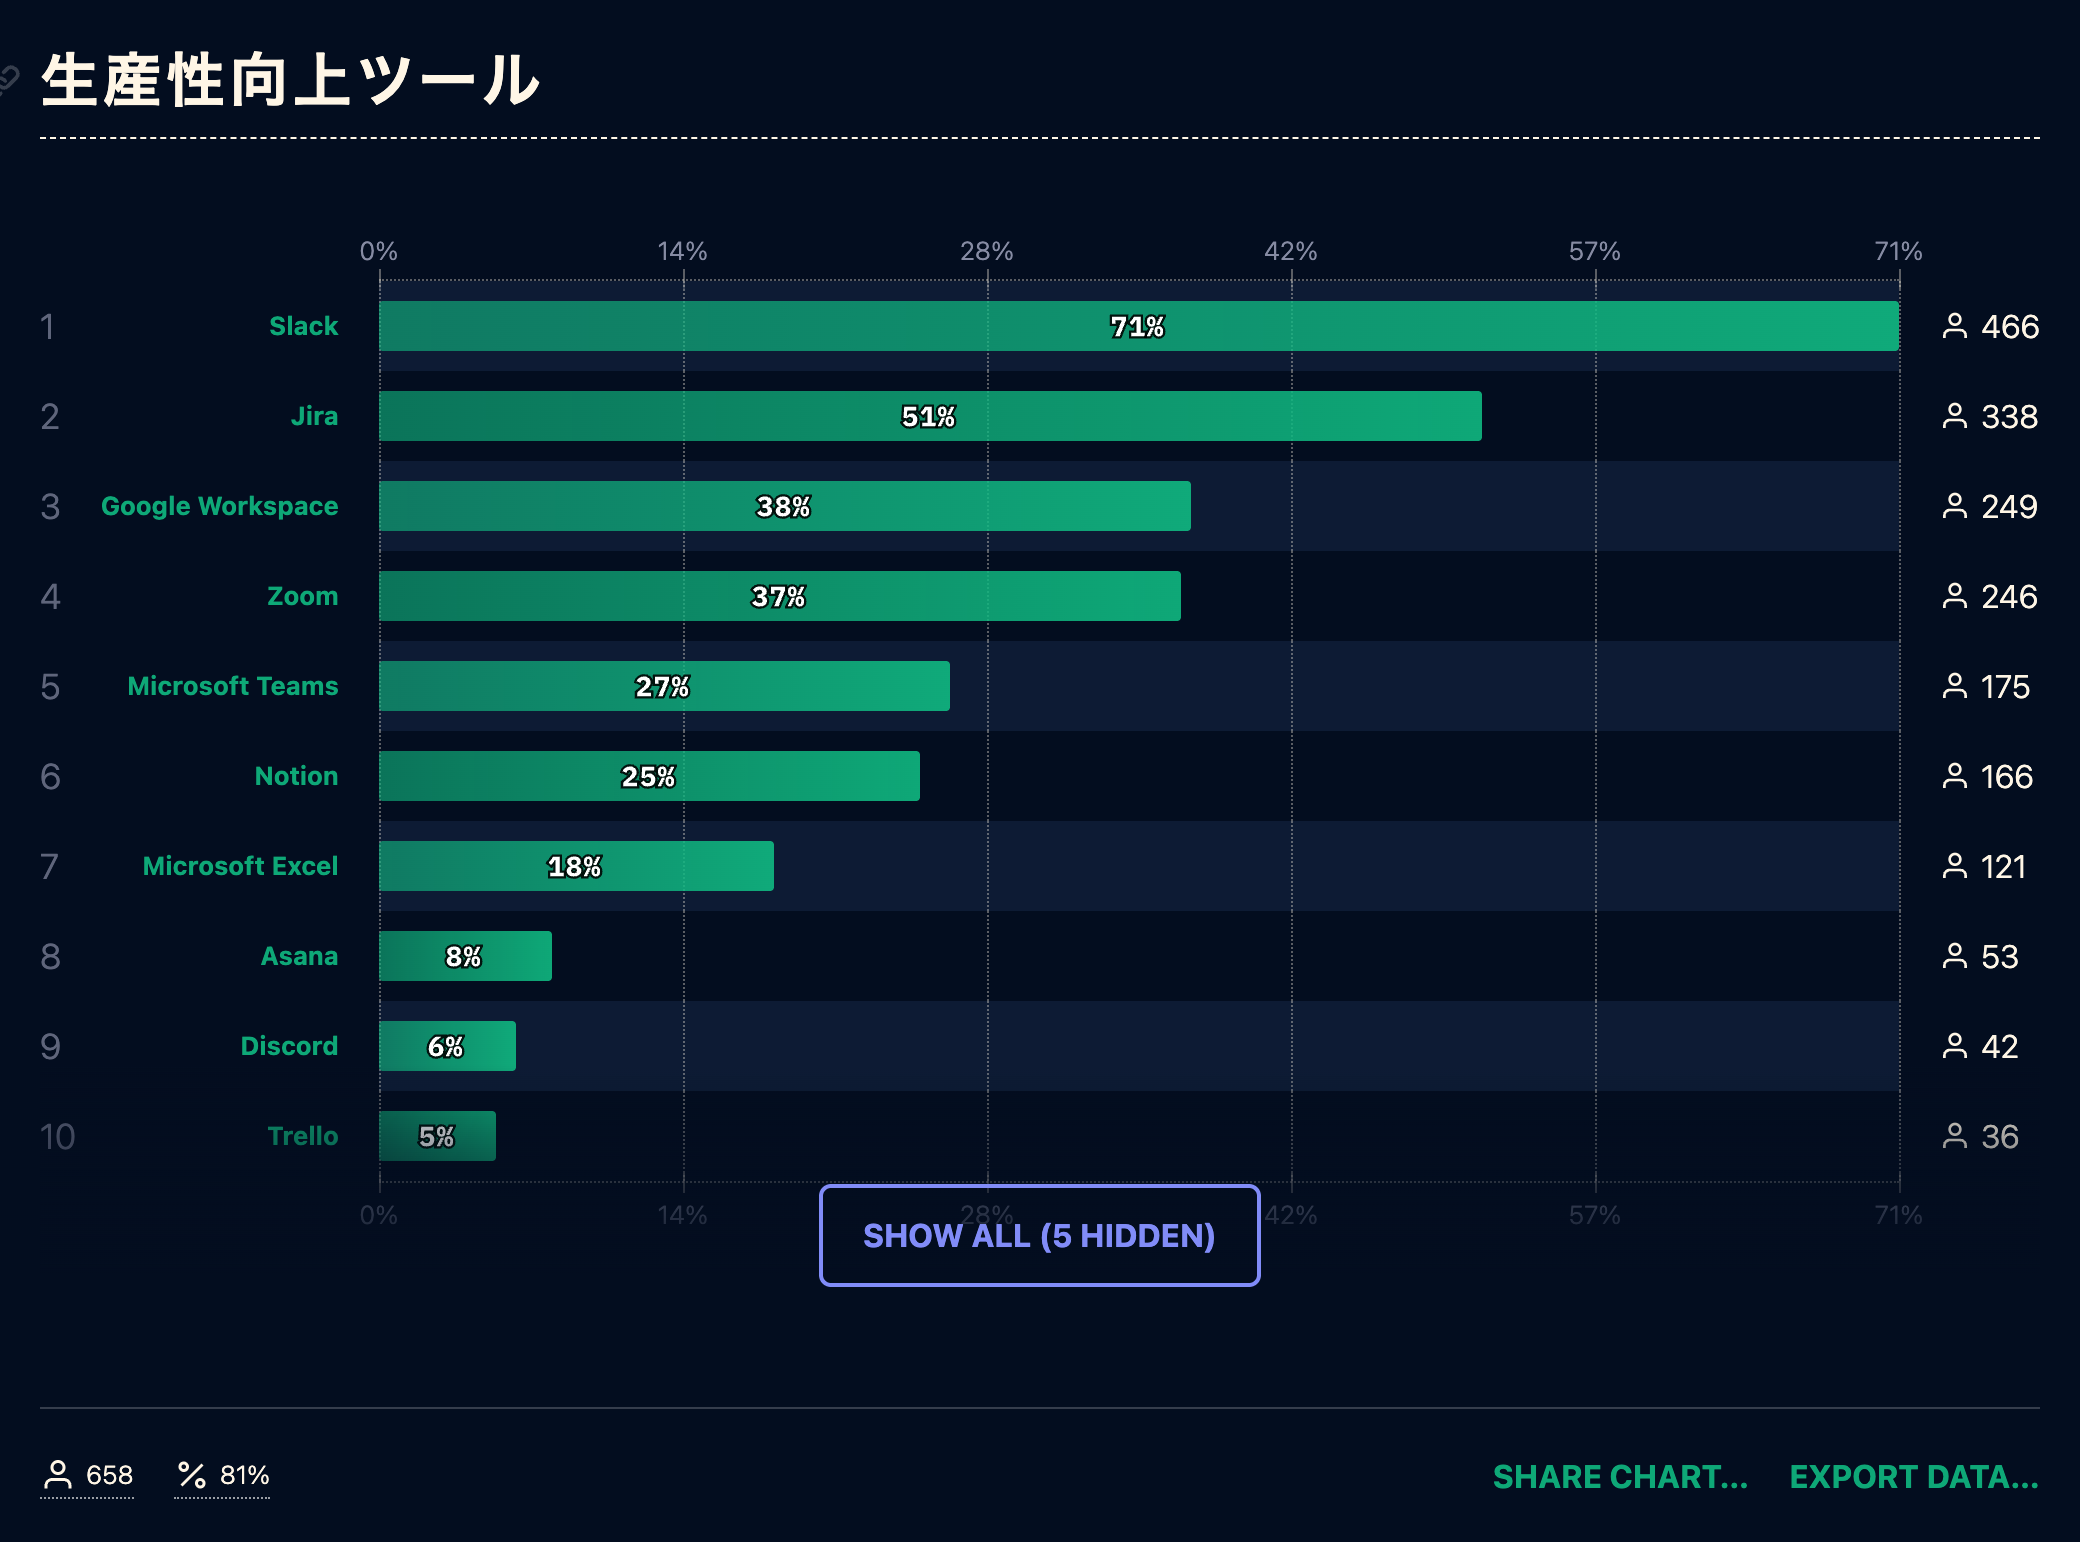 生産性向上ツール
0% 14% 28% 42% 57% 71%
1 Slack 71% 466
2 Jira 51% 338
3 Google Workspace 38% 249
4 Zoom 37% 246
5 Microsoft Teams 27% 175
6 Notion 25% 166
7 Microsoft Excel 18% 121
8 Asana 8% 53
9 Discord 6% 42
10 Trello 5% 36
0% 14% 28% 42% 57% 71%
SHOW ALL (5 HIDDEN)
658 81% SHARE CHART... EXPORT DATA...